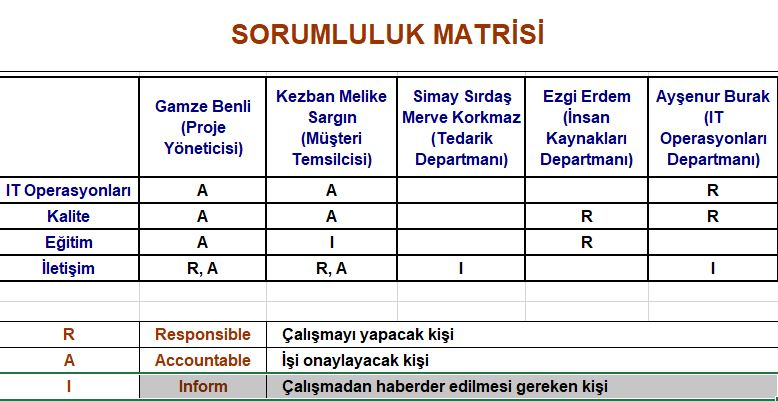 SORUMLULUK MATRİSİ
Gamze Benli
(Proje
Yöneticisi)
Kezban Melike
Sargın
(Müşteri
Temsilcisi)
Simay Sırdaş
Merve Korkmaz
(Tedarik
Departmanı)
Ezgi Erdem
(İnsan
Kaynakları
Departmanı)
Ayşenur Burak
(IT
Operasyonları
Departmanı)
IT Operasyonları A A R
Kalite A A R R
Eğitim A I R
İletişim R, A R, A I I
R Responsible Çalışmayı yapacak kişi
A Accountable İşi onaylayacak kişi
I Inform Çalışmadan haberder edilmesi gereken kişi